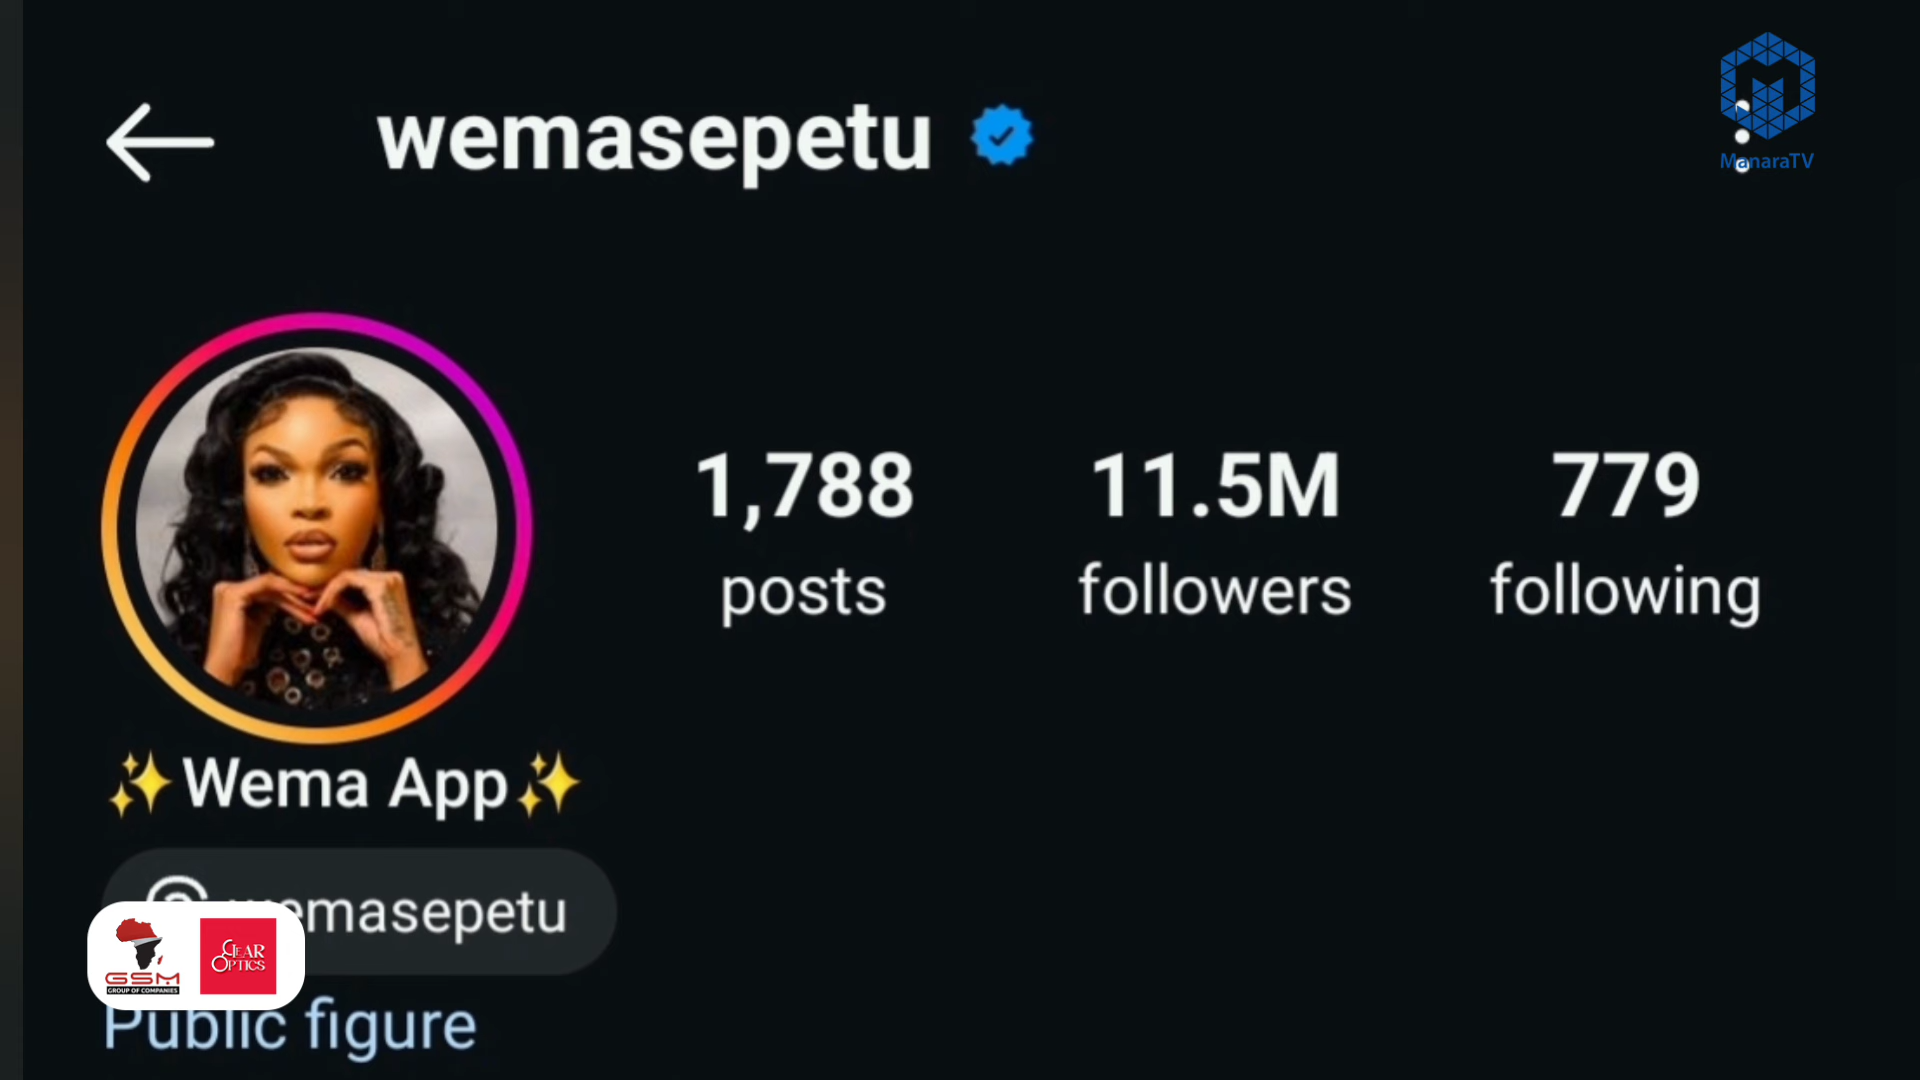 wemasepetu
ManaraTV
1,788 11.5M 779
posts followers following
✨Wema App✨
emasepetu
GSM
GROUP OF COMPANIES
CLEAR
OPTICS
Public figure